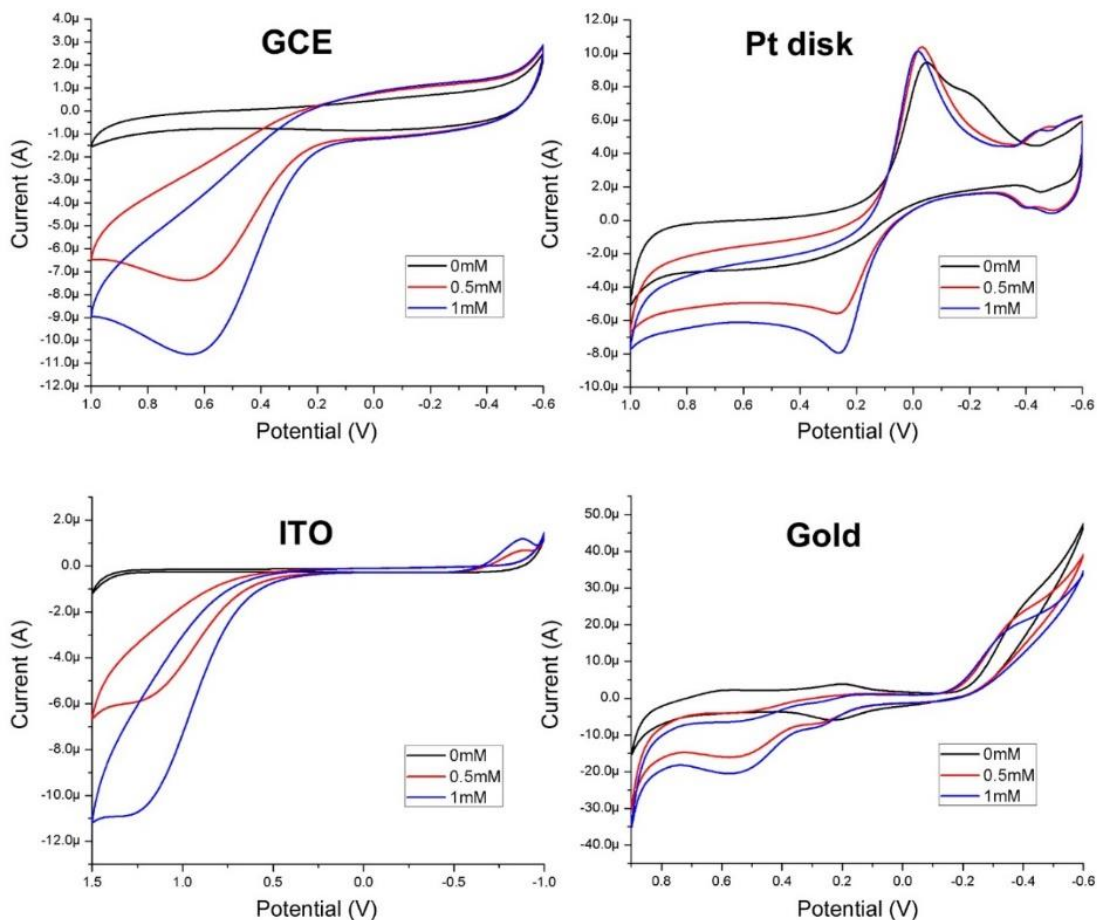 GCE
4.0µ
3.0µ
2.0µ
1.0µ
0.0
-1.0µ
-2.0µ
-3.0µ
-4.0µ
-5.0µ
-6.0µ
-7.0µ
-8.0µ
-9.0µ
-10.0µ
-11.0µ
-12.0µ
Current (A)
0mM
0.5mM
1mM
1.0 0.8 0.6 0.4 0.2 0.0 -0.2 -0.4 -0.6
Potential (V)
Pt disk
12.0µ
10.0µ
8.0µ
6.0µ
4.0µ
2.0µ
0.0
-2.0µ
-4.0µ
-6.0µ
-8.0µ
-10.0µ
Current (A)
0mM
0.5mM
1mM
1.0 0.8 0.6 0.4 0.2 0.0 -0.2 -0.4 -0.6
Potential (V)
ITO
2.0µ
0.0
-2.0µ
-4.0µ
-6.0µ
-8.0µ
-10.0µ
-12.0µ
Current (A)
0mM
0.5mM
1mM
1.5 1.0 0.5 0.0 -0.5 -1.0
Potential (V)
Gold
50.0µ
40.0µ
30.0µ
20.0µ
10.0µ
0.0
-10.0µ
-20.0µ
-30.0µ
-40.0µ
Current (A)
0mM
0.5mM
1mM
0.8 0.6 0.4 0.2 0.0 -0.2 -0.4 -0.6
Potential (V)